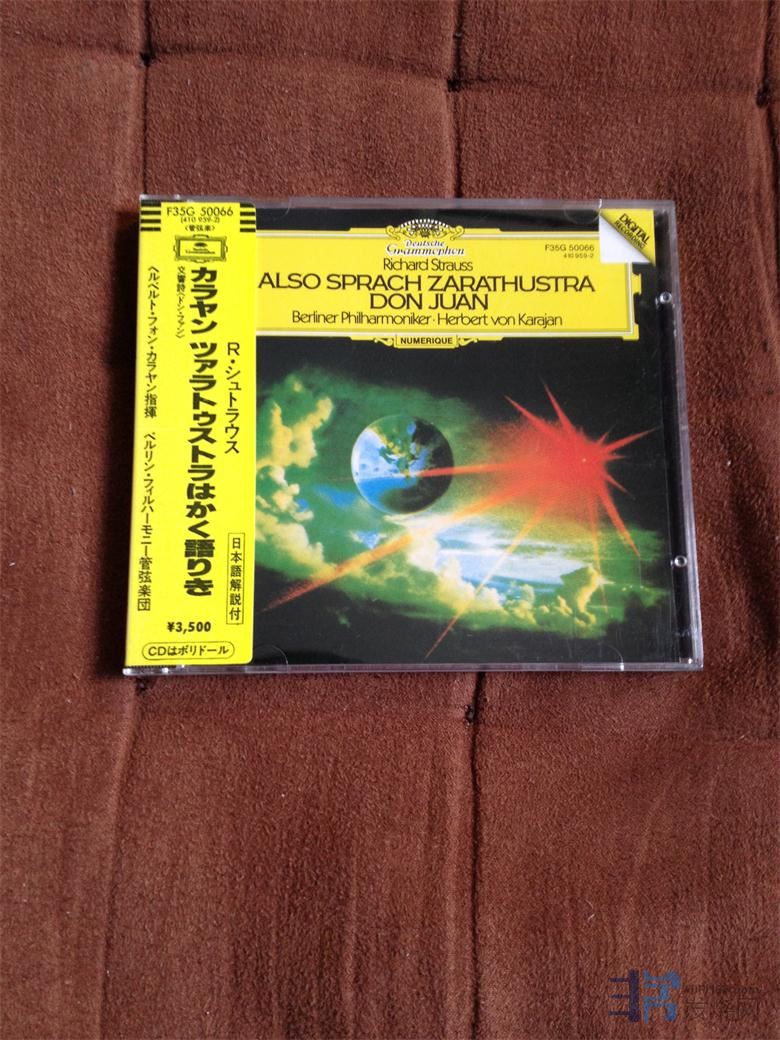 F35G 50066
(410 959-2)
〈管弦楽〉
カラヤン ツァラトゥストラはかく語りき
交響詩〈ドン・ファン〉
ヘルベルト・フォン・カラヤン指揮 ベルリン・フィルハーモニー管弦楽団
R・シュトラウス
日本語解説付
¥3,500
CDはポリドール
Deutsche
Grammophon
F35G 50066
410 959-2
DIGITAL
RECORDING
Richard Strauss
ALSO SPRACH ZARATHUSTRA
DON JUAN
Berliner Philharmoniker · Herbert von Karajan
NUMERIQUE